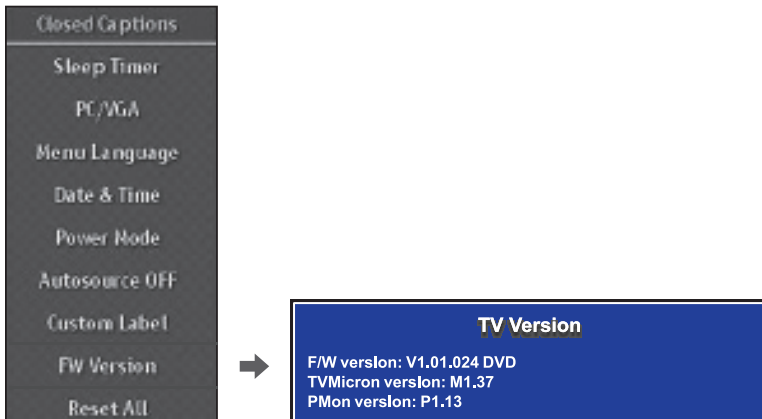 Closed Captions
Sleep Timer
PC/VGA
Menu Language
Date & Time
Power Mode
Autosource OFF
Custom Label
FW Version
Reset All
TV Version
F/W version: V1.01.024 DVD
TVMicron version: M1.37
PMon version: P1.13